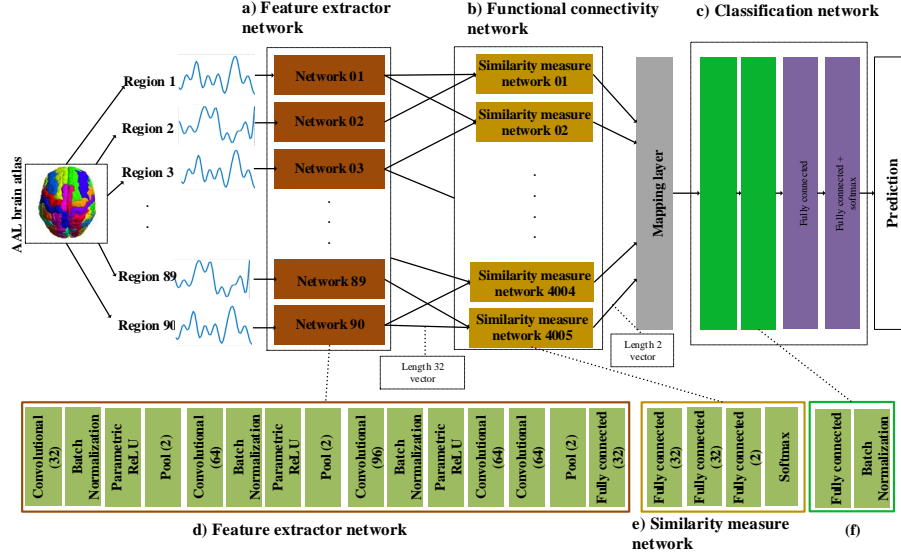 a) Feature extractor
network
b) Functional connectivity
network
c) Classification network
AAL brain atlas
Region 1
Region 2
Region 3
Region 89
Region 90
Network 01
Network 02
Network 03
Network 89
Network 90
Similarity measure
network 01
Similarity measure
network 02
Similarity measure
network 4004
Similarity measure
network 4005
Mapping layer
Fully connected
Fully connected +
softmax
Prediction
Length 32
vector
Length 2
vector
Convolutional
(32)
Batch
Normalization
Parametric
ReLU
Pool (2)
Convolutional
(64)
Batch
Normalization
Parametric
ReLU
Pool (2)
Convolutional
(96)
Batch
Normalization
Parametric
ReLU
Convolutional
(64)
Convolutional
(64)
Pool (2)
Fully connected
(32)
Fully connected
(32)
Fully connected
(32)
Fully connected
(2)
Softmax
Fully connected
Batch
Normalization
d) Feature extractor network
e) Similarity measure
network
(f)